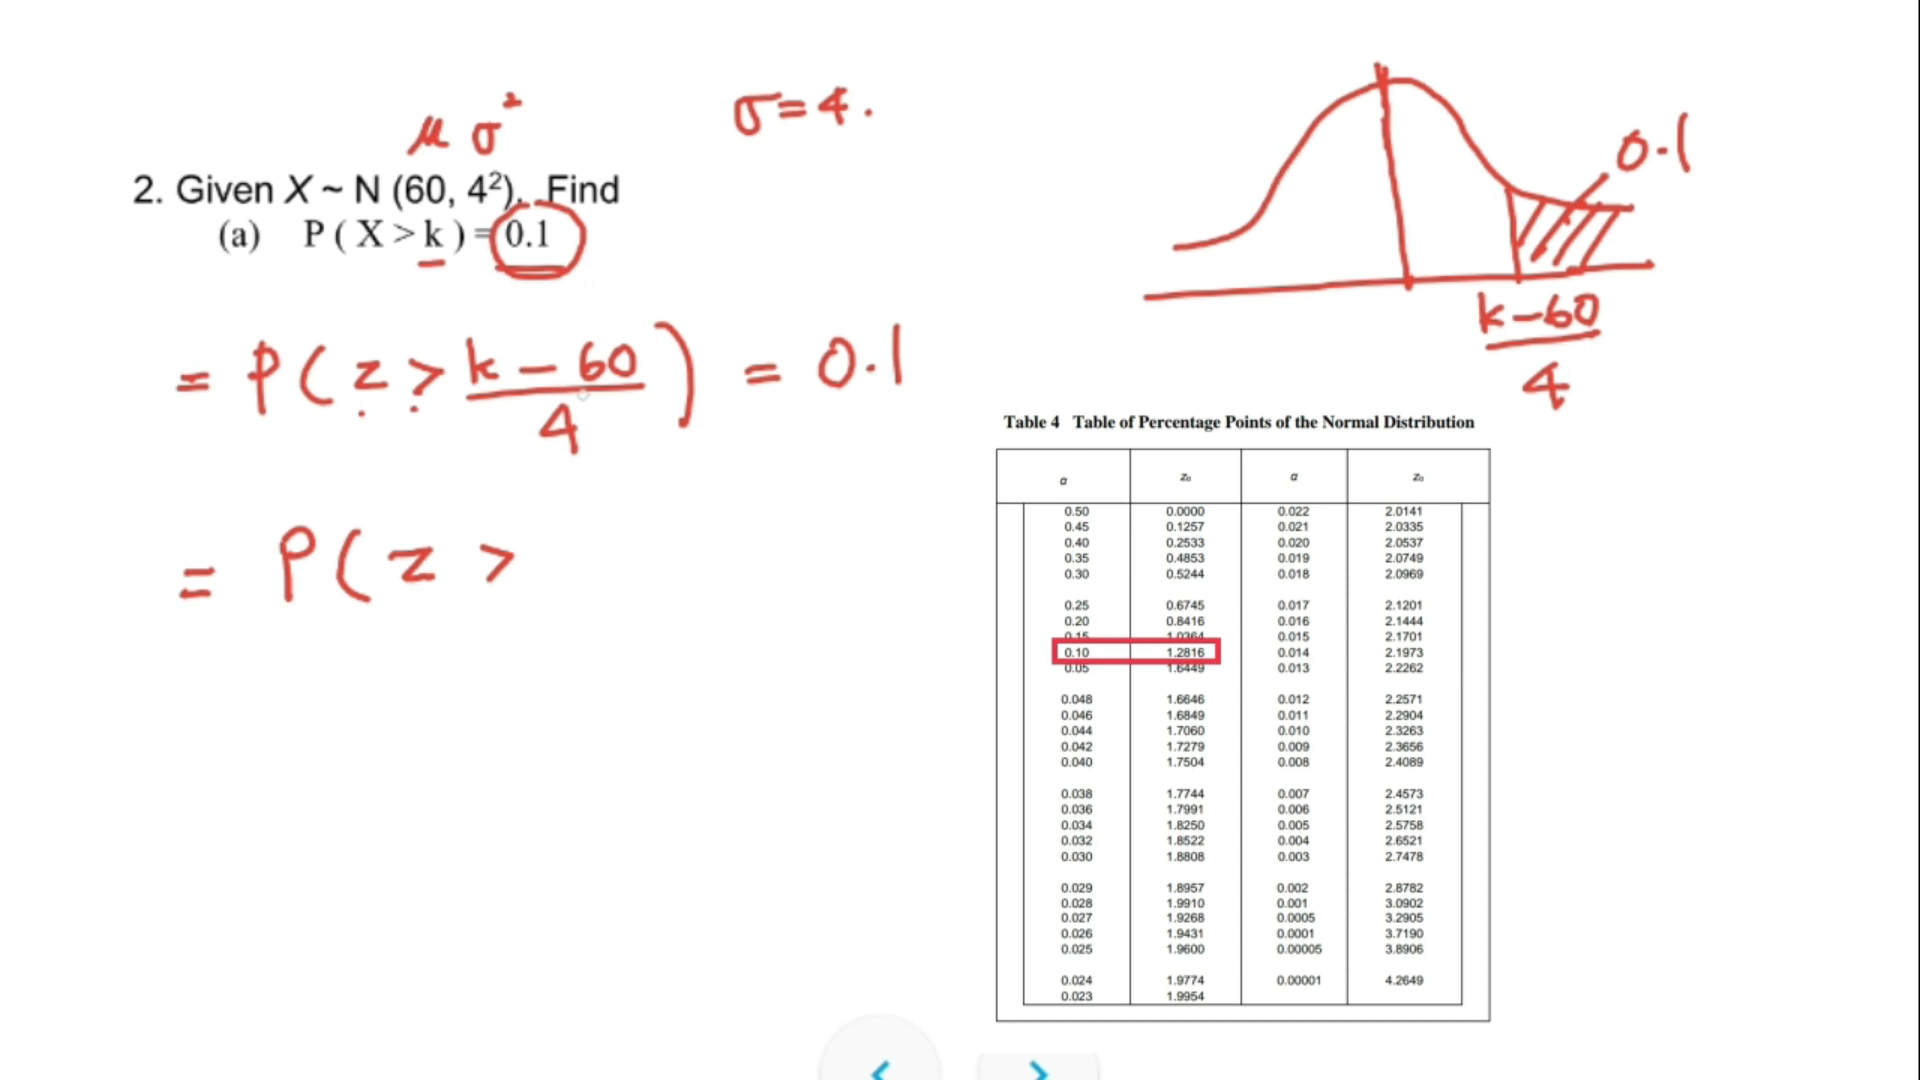 μ σ²
σ = 4.
2. Given X ~ N (60, 4²). Find
(a) P ( X > k ) = 0.1
= P ( z > k – 60 / 4 ) = 0.1
= P ( z >
0.1
k – 60
4
Table 4 Table of Percentage Points of the Normal Distribution
α zα α zα
0.50 0.0000 0.022 2.0141
0.45 0.1257 0.021 2.0335
0.40 0.2533 0.020 2.0537
0.35 0.4853 0.019 2.0749
0.30 0.5244 0.018 2.0969
0.25 0.6745 0.017 2.1201
0.20 0.8416 0.016 2.1444
0.15 1.0364 0.015 2.1701
0.10 1.2816 0.014 2.1973
0.05 1.6449 0.013 2.2262
0.048 1.6646 0.012 2.2571
0.046 1.6849 0.011 2.2904
0.044 1.7060 0.010 2.3263
0.042 1.7279 0.009 2.3656
0.040 1.7504 0.008 2.4089
0.038 1.7744 0.007 2.4573
0.036 1.7991 0.006 2.5121
0.034 1.8250 0.005 2.5758
0.032 1.8522 0.004 2.6521
0.030 1.8808 0.003 2.7478
0.029 1.8957 0.002 2.8782
0.028 1.9910 0.001 3.0902
0.027 1.9268 0.0005 3.2905
0.026 1.9431 0.0001 3.7190
0.025 1.9600 0.00005 3.8906
0.024 1.9774 0.00001 4.2649
0.023 1.9954